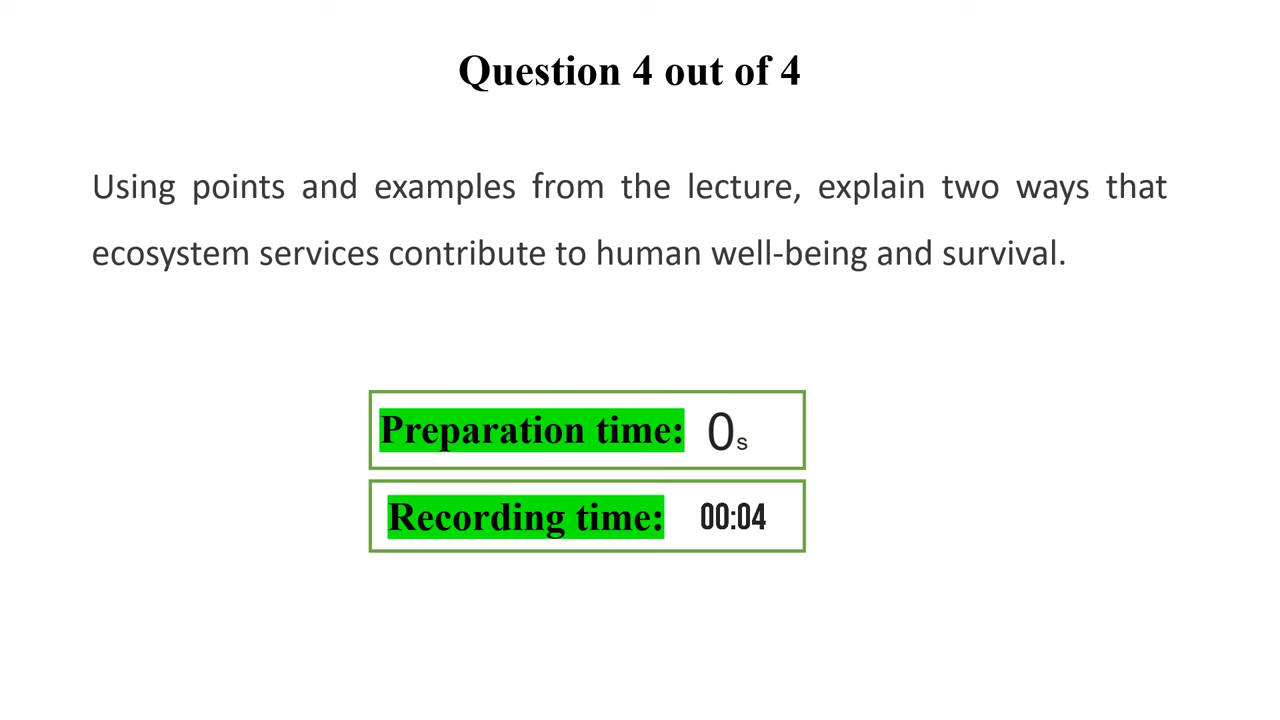 Question 4 out of 4
Using points and examples from the lecture, explain two ways that
ecosystem services contribute to human well-being and survival.
Preparation time: 0s
Recording time: 00:04